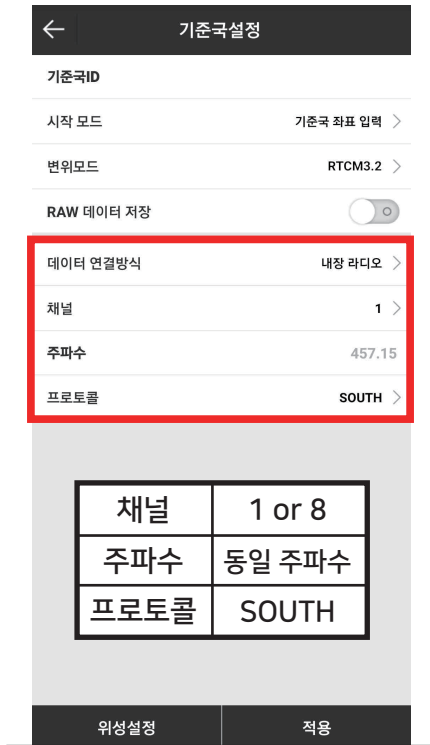 기준국설정
기준국ID
시작 모드 기준국 좌표 입력
변위모드 RTCM3.2
RAW 데이터 저장
데이터 연결방식 내장 라디오
채널 1
주파수 457.15
프로토콜 SOUTH
채널 1 or 8
주파수 동일 주파수
프로토콜 SOUTH
위성설정 적용